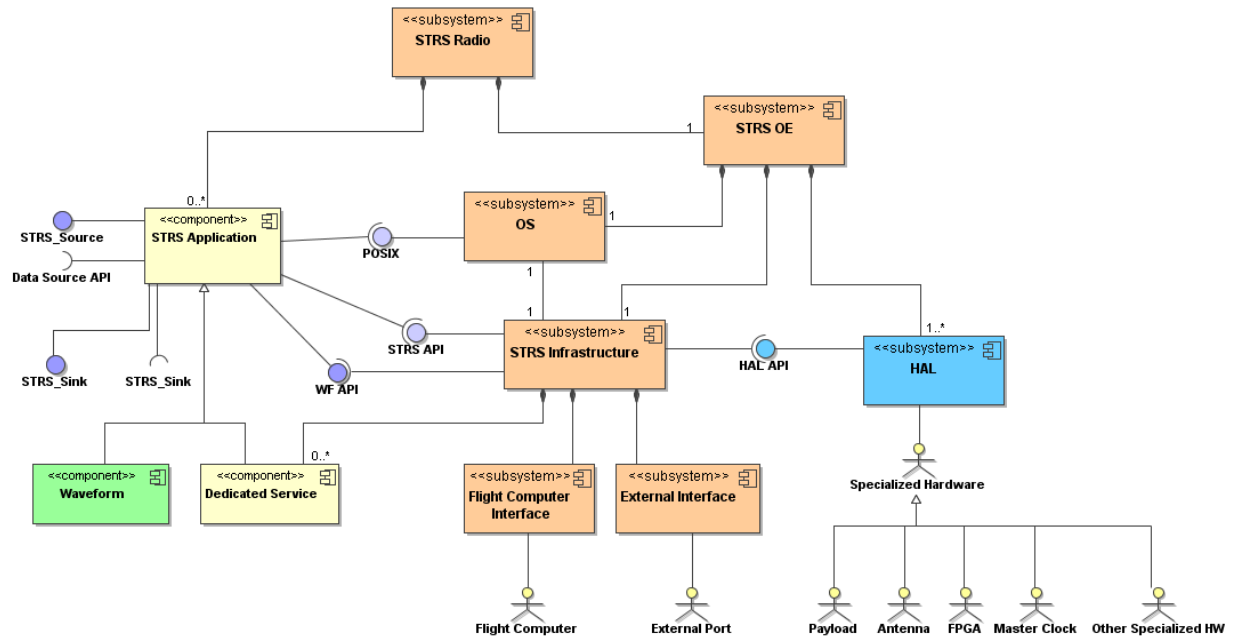 <<subsystem>>
STRS Radio
<<subsystem>>
STRS OE
1
0..*
<<component>>
STRS Application
<<subsystem>>
OS
1
STRS_Source
POSIX
Data Source API
1
1
1
1..*
<<subsystem>>
STRS Infrastructure
STRS API
HAL API
<<subsystem>>
HAL
STRS_Sink
STRS_Sink
WF API
0..*
<<component>>
Waveform
<<component>>
Dedicated Service
<<subsystem>>
Flight Computer
Interface
<<subsystem>>
External Interface
Specialized Hardware
Flight Computer
External Port
Payload
Antenna
FPGA
Master Clock
Other Specialized HW